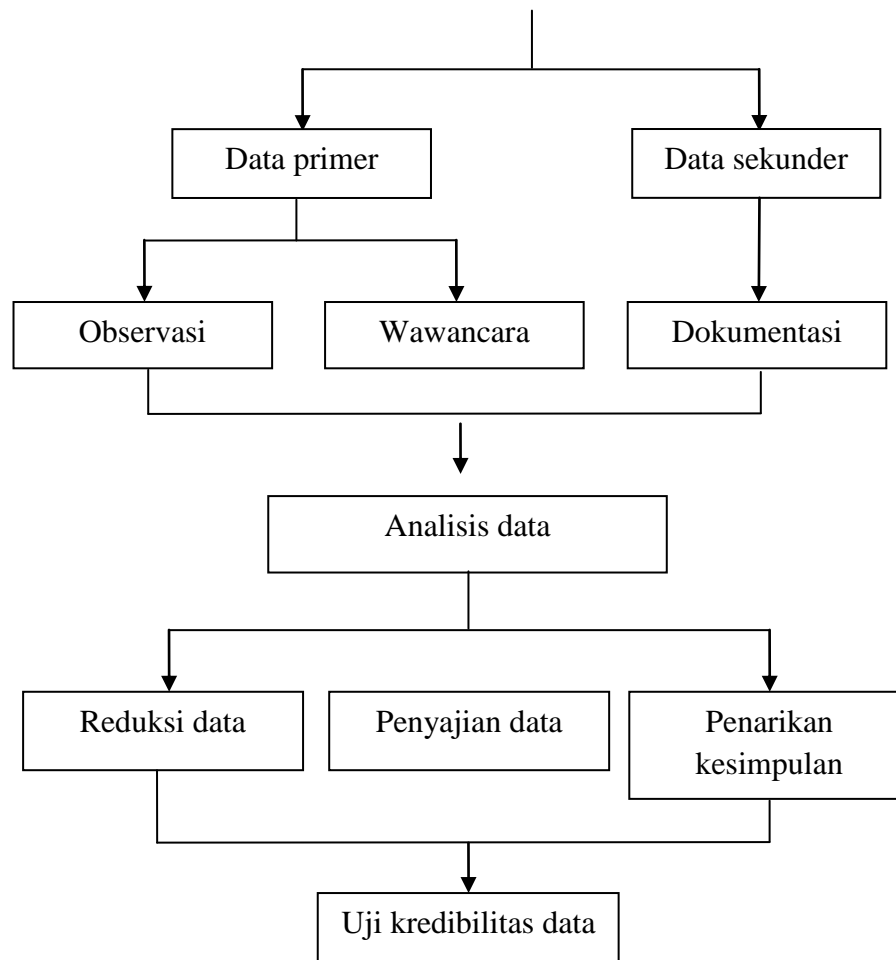 Data primer
Data sekunder
Observasi
Wawancara
Dokumentasi
Analisis data
Reduksi data
Penyajian data
Penarikan
kesimpulan
Uji kredibilitas data